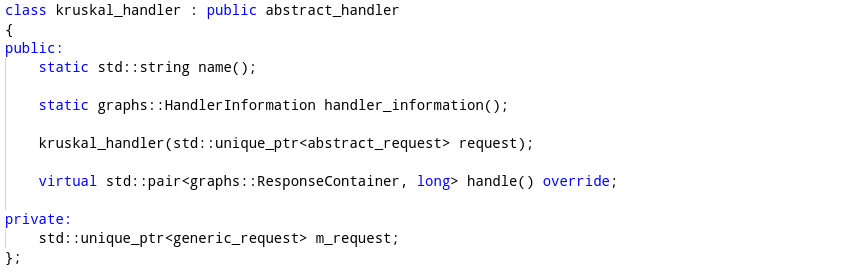 class kruskal_handler : public abstract_handler
{
public:
    static std::string name();
    static graphs::HandlerInformation handler_information();
    kruskal_handler(std::unique_ptr<abstract_request> request);
    virtual std::pair<graphs::ResponseContainer, long> handle() override;
private:
    std::unique_ptr<generic_request> m_request;
};